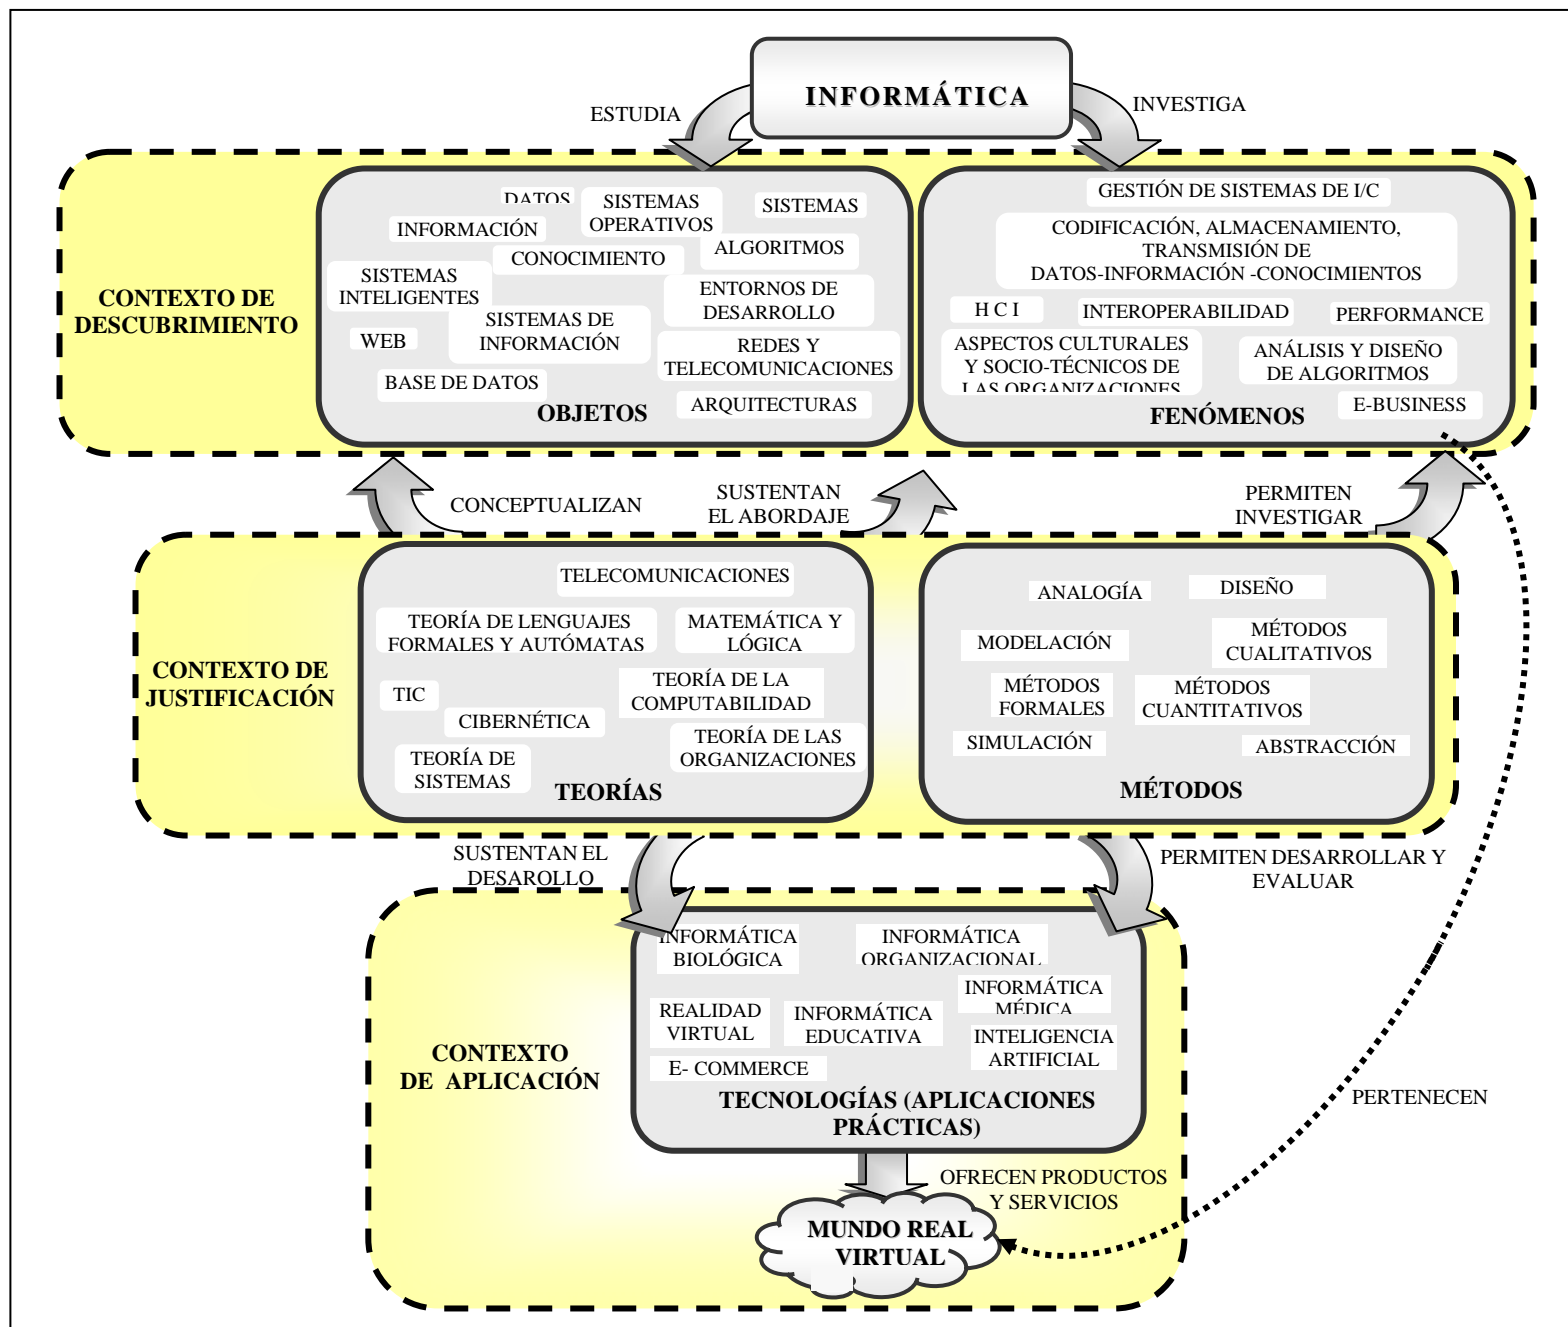 INFORMÁTICA
ESTUDIA
INVESTIGA
CONTEXTO DE
DESCUBRIMIENTO
DATOS
SISTEMAS
OPERATIVOS
SISTEMAS
INFORMACIÓN
ALGORITMOS
CONOCIMIENTO
SISTEMAS
INTELIGENTES
ENTORNOS DE
DESARROLLO
SISTEMAS DE
INFORMACIÓN
WEB
REDES Y
TELECOMUNICACIONES
BASE DE DATOS
ARQUITECTURAS
OBJETOS
GESTIÓN DE SISTEMAS DE I/C
CODIFICACIÓN, ALMACENAMIENTO,
TRANSMISIÓN DE
DATOS-INFORMACIÓN -CONOCIMIENTOS
H C I
INTEROPERABILIDAD
PERFORMANCE
ASPECTOS CULTURALES
Y SOCIO-TÉCNICOS DE
LAS ORGANIZACIONES
ANÁLISIS Y DISEÑO
DE ALGORITMOS
E-BUSINESS
FENÓMENOS
CONCEPTUALIZAN
SUSTENTAN
EL ABORDAJE
PERMITEN
INVESTIGAR
CONTEXTO DE
JUSTIFICACIÓN
TELECOMUNICACIONES
TEORÍA DE LENGUAJES
FORMALES Y AUTÓMATAS
MATEMÁTICA Y
LÓGICA
TIC
TEORÍA DE LA
COMPUTABILIDAD
CIBERNÉTICA
TEORÍA DE LAS
ORGANIZACIONES
TEORÍA DE
SISTEMAS
TEORÍAS
ANALOGÍA
DISEÑO
MODELACIÓN
MÉTODOS
CUALITATIVOS
MÉTODOS
FORMALES
MÉTODOS
CUANTITATIVOS
SIMULACIÓN
ABSTRACCIÓN
MÉTODOS
SUSTENTAN EL
DESAROLLO
PERMITEN DESARROLLAR Y
EVALUAR
CONTEXTO
DE APLICACIÓN
INFORMÁTICA
BIOLÓGICA
INFORMÁTICA
ORGANIZACIONAL
INFORMÁTICA
MÉDICA
REALIDAD
VIRTUAL
INFORMÁTICA
EDUCATIVA
INTELIGENCIA
ARTIFICIAL
E- COMMERCE
TECNOLOGÍAS (APLICACIONES
PRÁCTICAS)
PERTENECEN
OFRECEN PRODUCTOS
Y SERVICIOS
MUNDO REAL
VIRTUAL